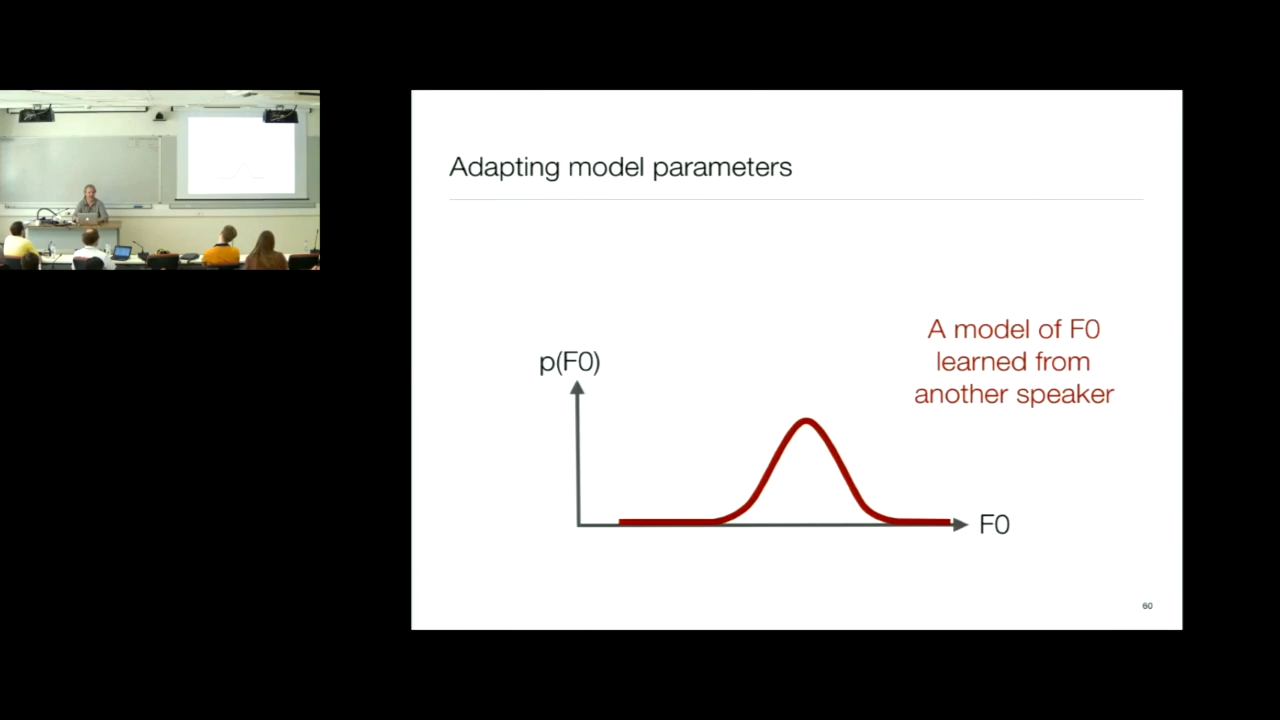 Adapting model parameters
A model of F0
learned from
another speaker
p(F0)
F0
60